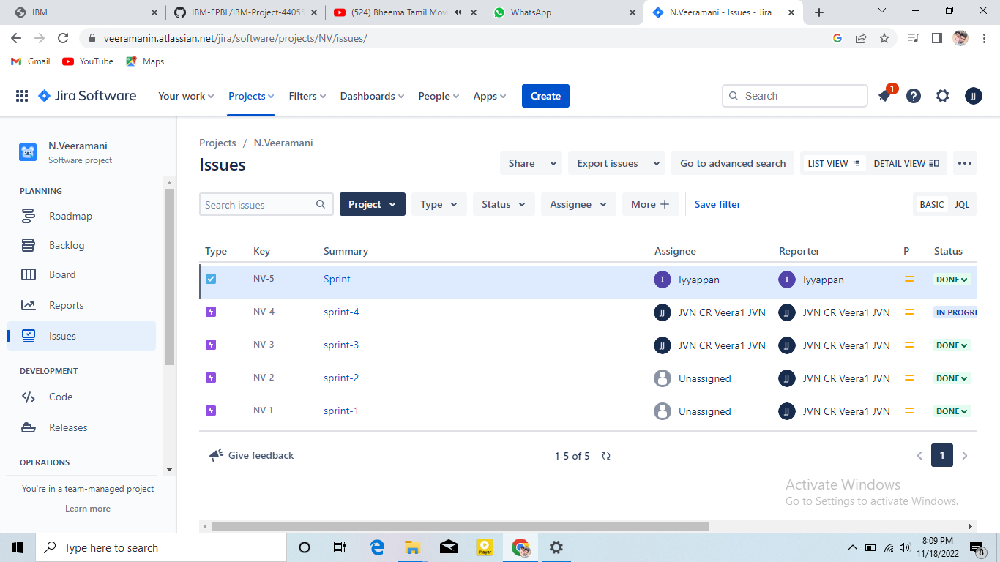 IBM
IBM-EPBL/IBM-Project-4405
(524) Bheema Tamil Mov
WhatsApp
N.Veeramani - Issues - Jira
veeramanin.atlassian.net/jira/software/projects/NV/issues/
Gmail YouTube Maps
Jira Software Your work Projects Filters Dashboards People Apps Create Search 1 JJ
N.Veeramani
Software project
PLANNING
Roadmap
Backlog
Board
Reports
Issues
DEVELOPMENT
Code
Releases
OPERATIONS
You're in a team-managed project
Learn more
Projects / N.Veeramani
Issues
Share Export issues Go to advanced search LIST VIEW DETAIL VIEW
Search issues Project Type Status Assignee More Save filter BASIC JQL
Type Key Summary Assignee Reporter P Status
NV-5 Sprint I Iyyappan I Iyyappan DONE
NV-4 sprint-4 JJ JVN CR Veera1 JVN JJ JVN CR Veera1 JVN IN PROGR
NV-3 sprint-3 JJ JVN CR Veera1 JVN JJ JVN CR Veera1 JVN DONE
NV-2 sprint-2 Unassigned JJ JVN CR Veera1 JVN DONE
NV-1 sprint-1 Unassigned JJ JVN CR Veera1 JVN DONE
Give feedback 1-5 of 5 1
Activate Windows
Go to Settings to activate Windows.
Type here to search
Player
8:09 PM
11/18/2022
8